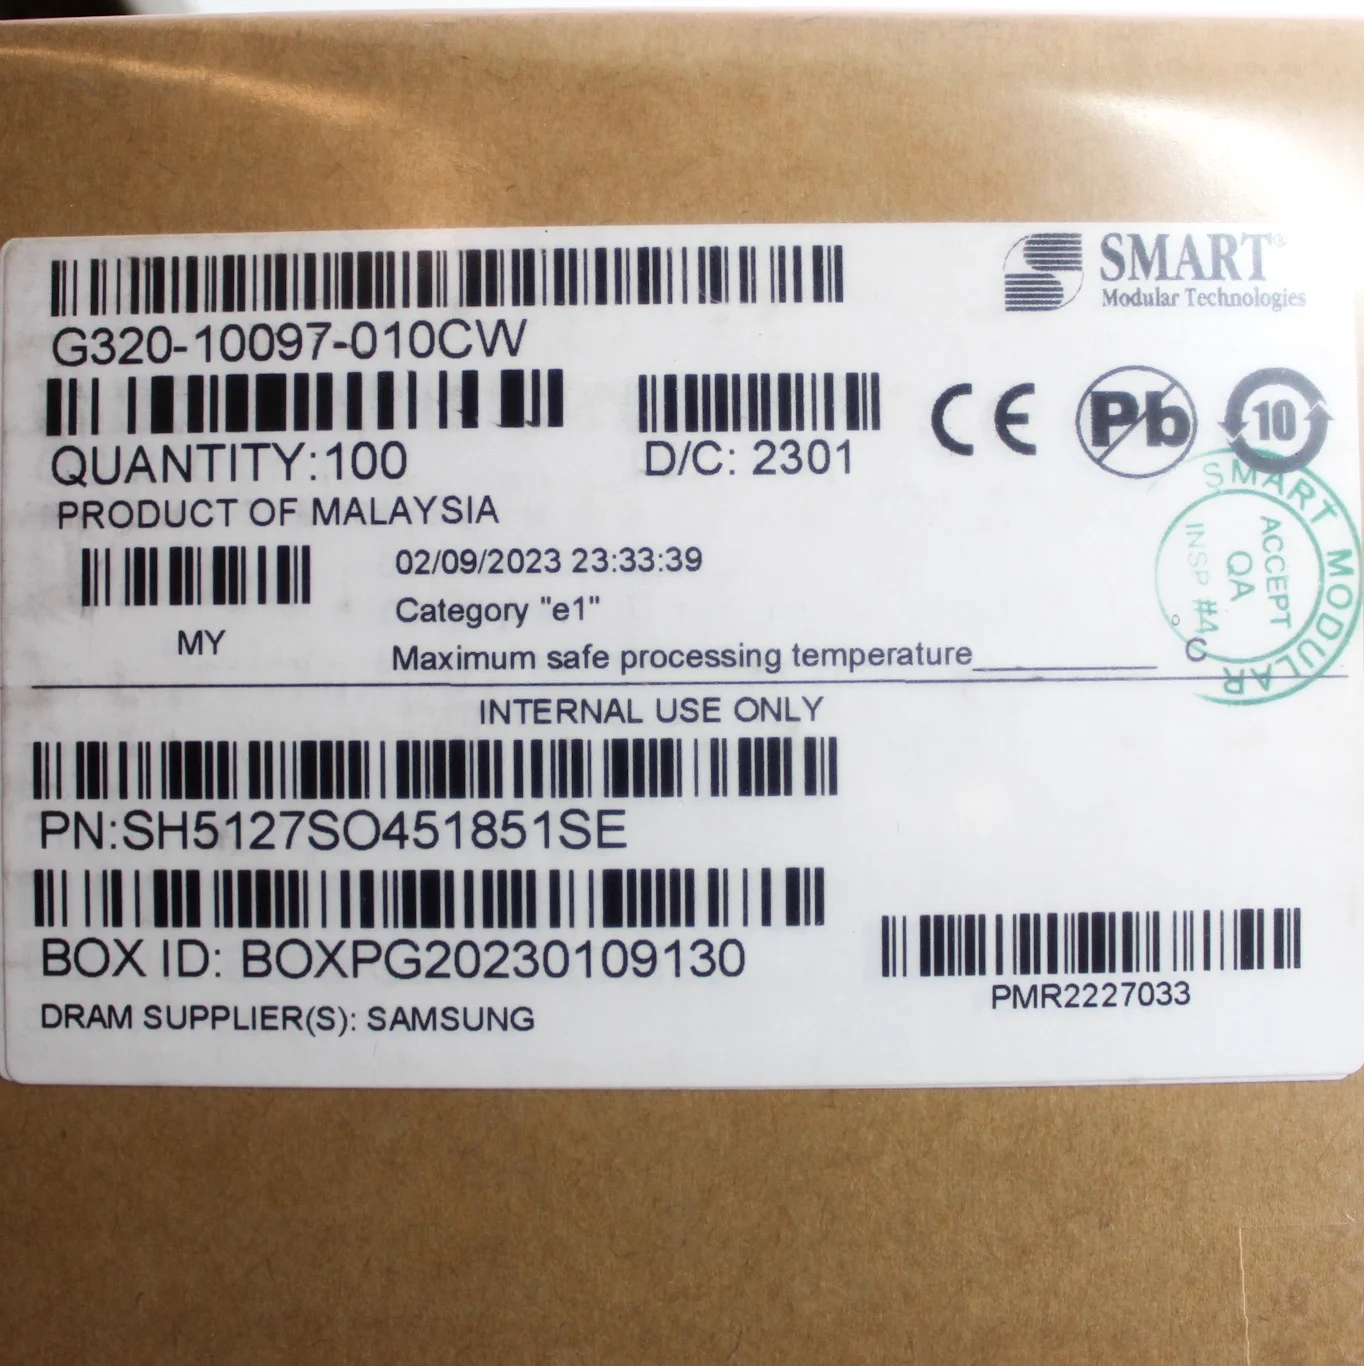 SMART®
Modular Technologies
G320-10097-010CW
QUANTITY:100
D/C: 2301
CE
Pb
10
PRODUCT OF MALAYSIA
MY
02/09/2023 23:33:39
Category "e1"
Maximum safe processing temperature__________ °C
SMART MODULAR
ACCEPT
QA
INSP #4
INTERNAL USE ONLY
PN:SH5127SO451851SE
BOX ID: BOXPG20230109130
PMR2227033
DRAM SUPPLIER(S): SAMSUNG